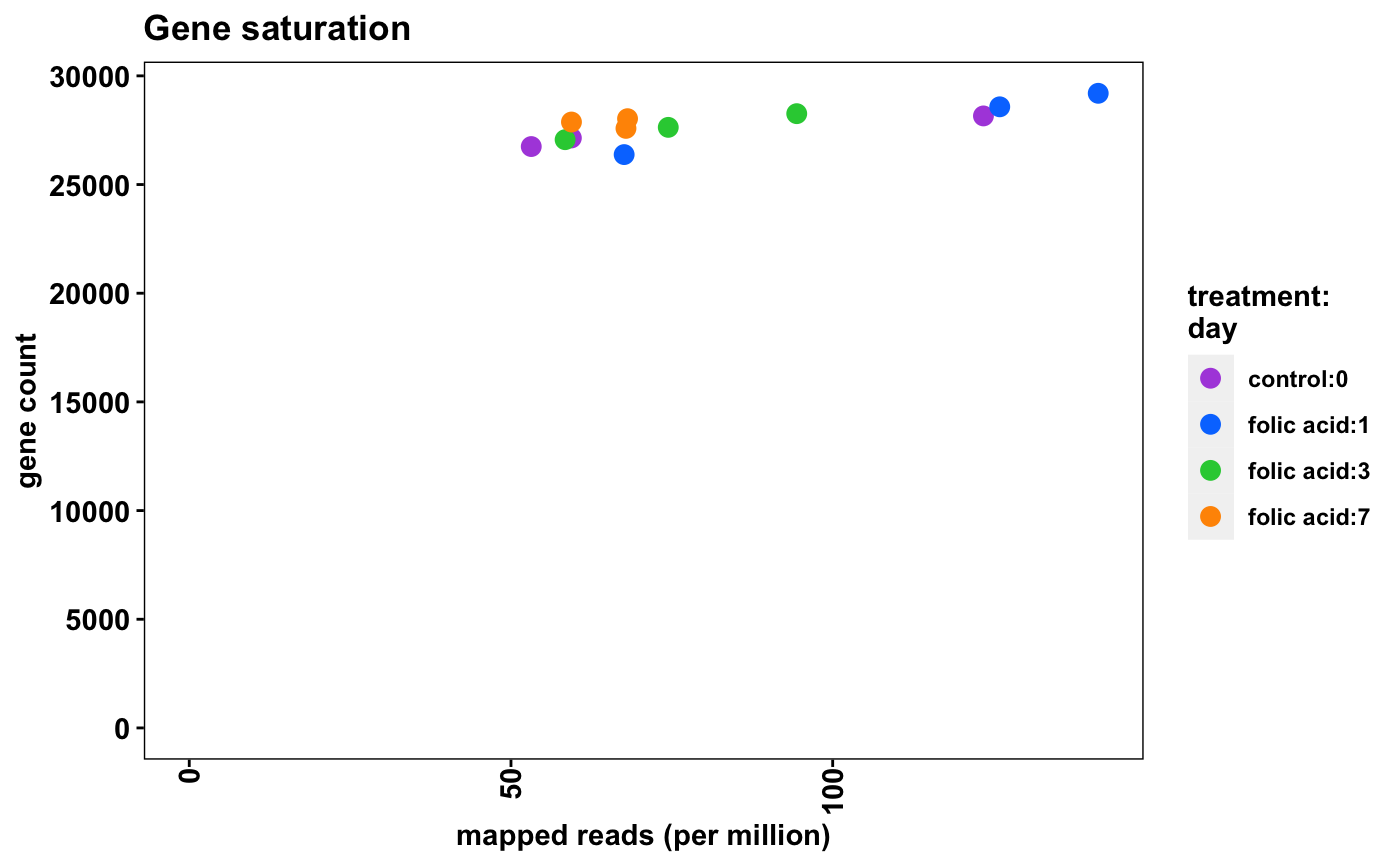 Gene saturation
30000
25000
20000
15000
10000
5000
0
gene count
0
50
100
mapped reads (per million)
treatment:
day
control:0
folic acid:1
folic acid:3
folic acid:7